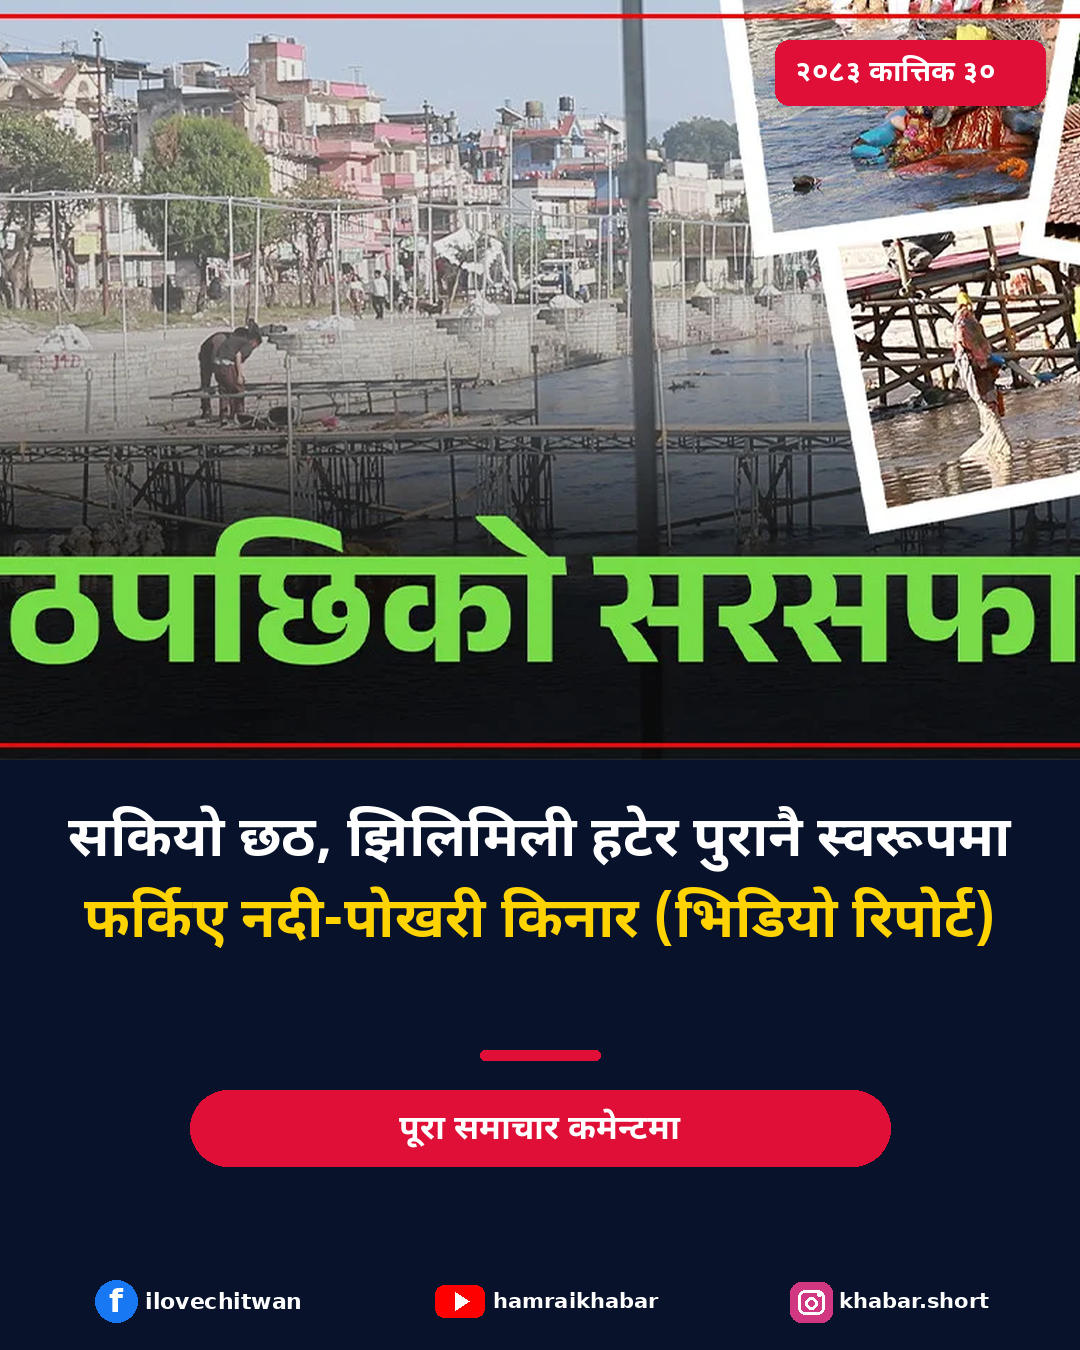 २०८३ कात्तिक ३०
ठपछिको सरसफा
सकियो छठ, झिलिमिली हटेर पुरानै स्वरूपमा
फर्किए नदी-पोखरी किनार (भिडियो रिपोर्ट)
पूरा समाचार कमेन्टमा
ilovechitwan
hamraikhabar
khabar.short